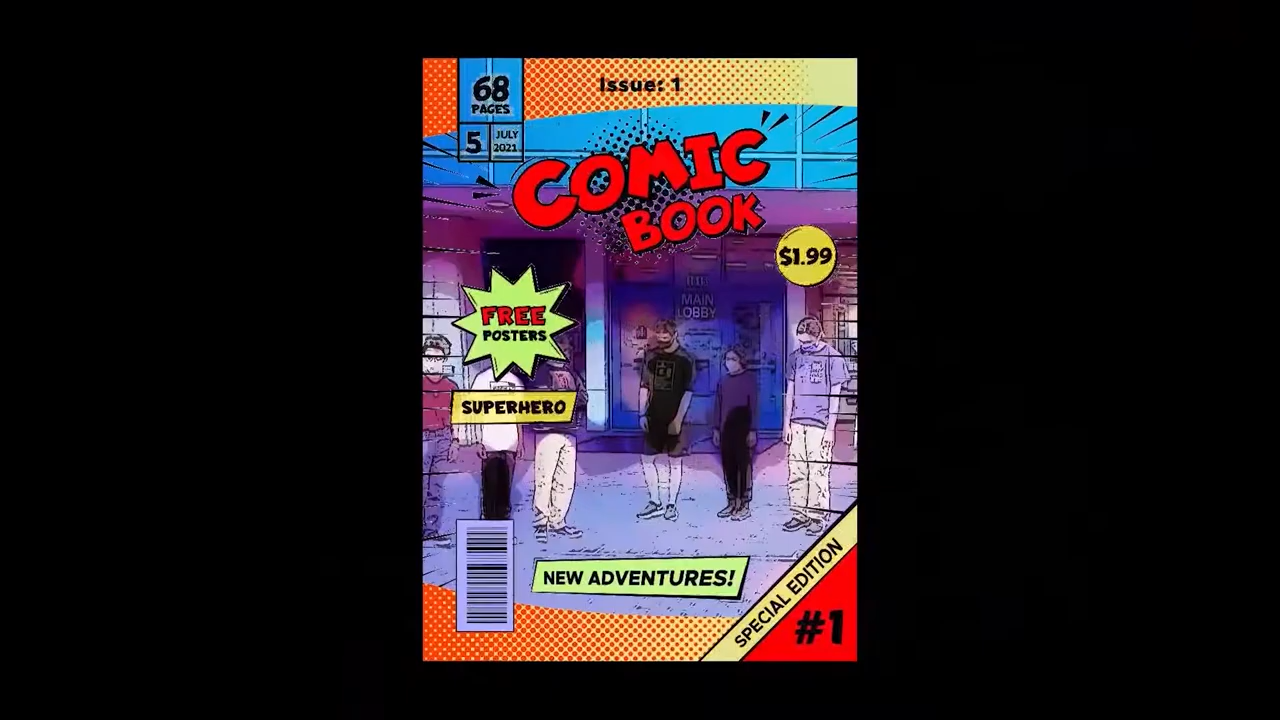 68
PAGES
Issue: 1
5
JULY
2021
COMIC
BOOK
$1.99
MAIN
LOBBY
FREE
POSTERS
SUPERHERO
NEW ADVENTURES!
SPECIAL EDITION
#1